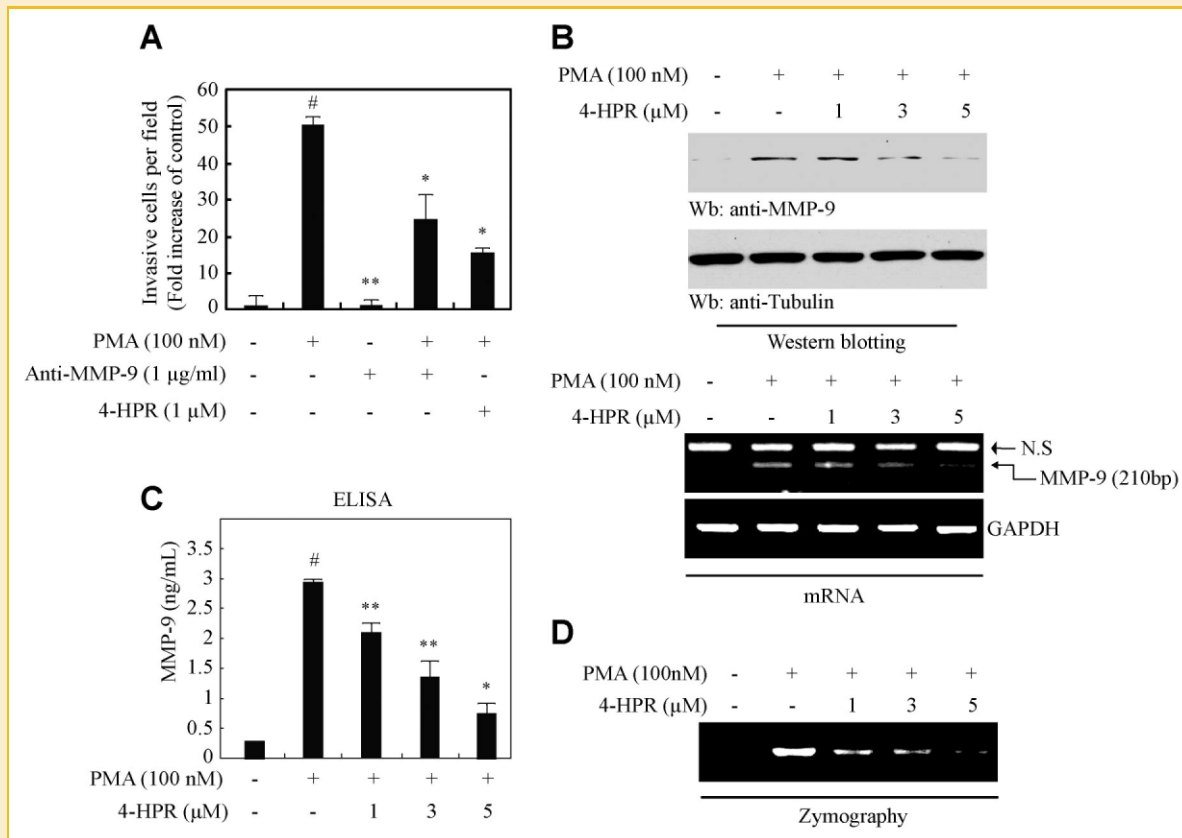 A
60
50
40
30
20
10
0
Invasive cells per field
(Fold increase of control)
#
**
*
*
PMA (100 nM) - + - + +
Anti-MMP-9 (1 μg/ml) - - + + -
4-HPR (1 μM) - - - - +
B
PMA (100 nM) - + + + +
4-HPR (μM) - - 1 3 5
Wb: anti-MMP-9
Wb: anti-Tubulin
Western blotting
PMA (100 nM) - + + + +
4-HPR (μM) - - 1 3 5
N.S
MMP-9 (210bp)
GAPDH
mRNA
C
ELISA
3.5
3
2.5
2
1.5
1
0.5
0
MMP-9 (ng/mL)
#
**
**
*
PMA (100 nM) - + + + +
4-HPR (μM) - - 1 3 5
D
PMA (100nM) - + + + +
4-HPR (μM) - - 1 3 5
Zymography